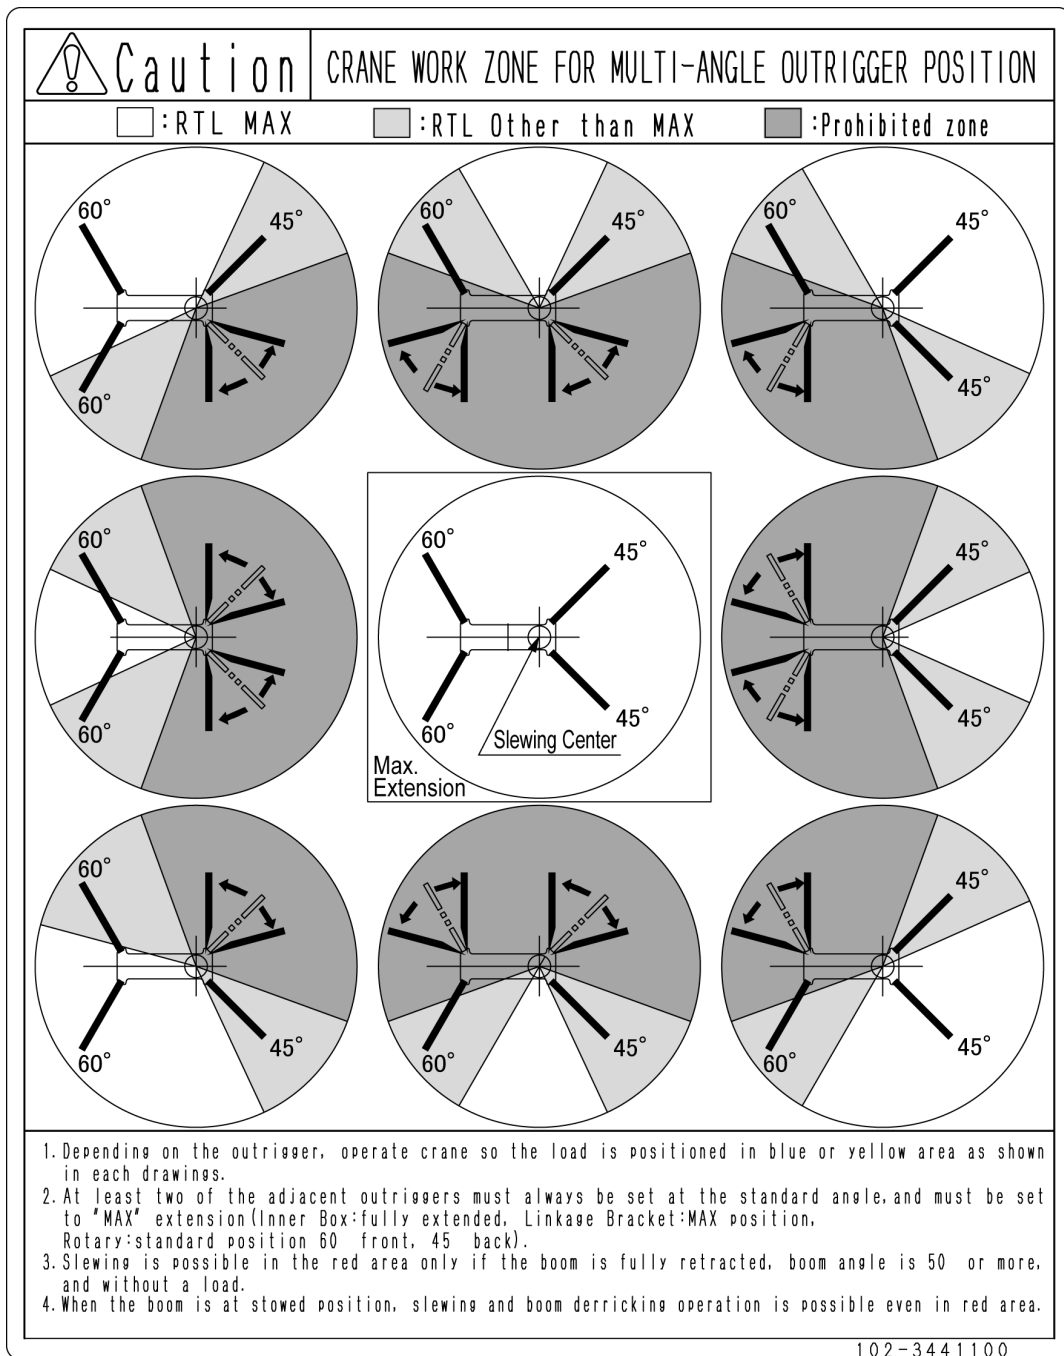 Caution
CRANE WORK ZONE FOR MULTI-ANGLE OUTRIGGER POSITION
:RTL MAX
:RTL Other than MAX
:Prohibited zone
60°
45°
60°
60°
45°
60°
45°
45°
60°
60°
60°
45°
60°
45°
Slewing Center
Max.
Extension
45°
45°
60°
60°
45°
60°
45°
45°
60°
45°
1. Depending on the outrigger, operate crane so the load is positioned in blue or yellow area as shown
in each drawings.
2. At least two of the adjacent outriggers must always be set at the standard angle, and must be set
to "MAX" extension(Inner Box:fully extended, Linkage Bracket:MAX position,
Rotary:standard position 60 front, 45 back).
3. Slewing is possible in the red area only if the boom is fully retracted, boom angle is 50 or more,
and without a load.
4. When the boom is at stowed position, slewing and boom derricking operation is possible even in red area.
102-3441100